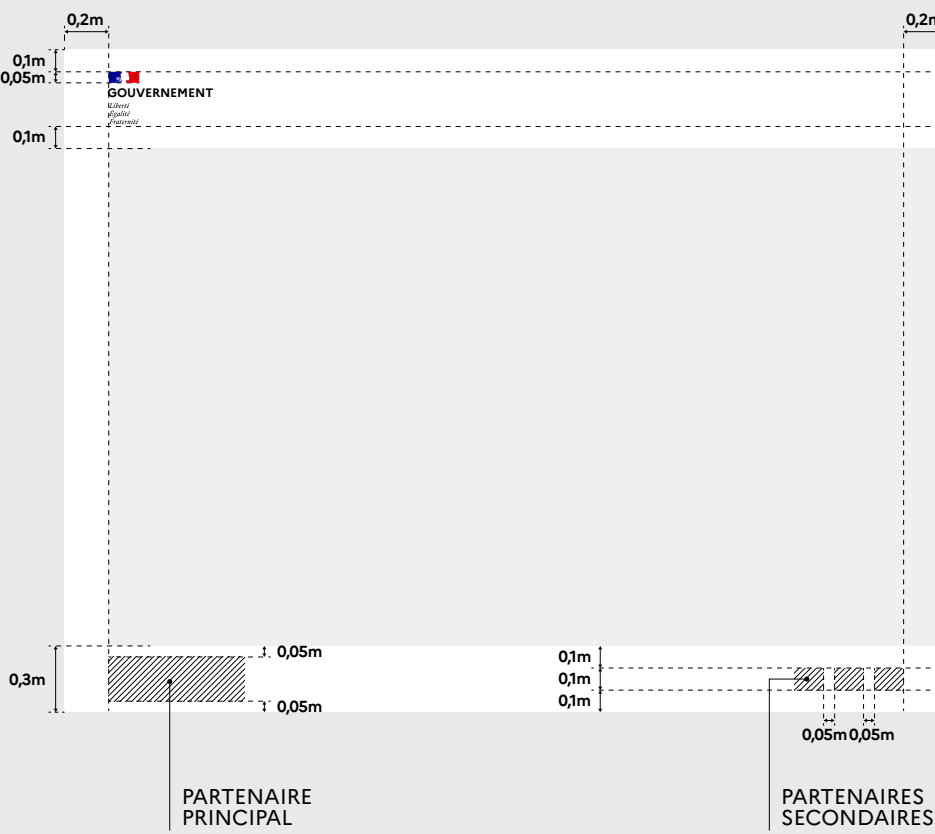 0,2m
0,2m
0,1m
0,05m
GOUVERNEMENT
Liberté
Égalité
Fraternité
0,1m
0,3m
0,05m
0,05m
0,1m
0,1m
0,1m
0,05m 0,05m
PARTENAIRE
PRINCIPAL
PARTENAIRES
SECONDAIRES